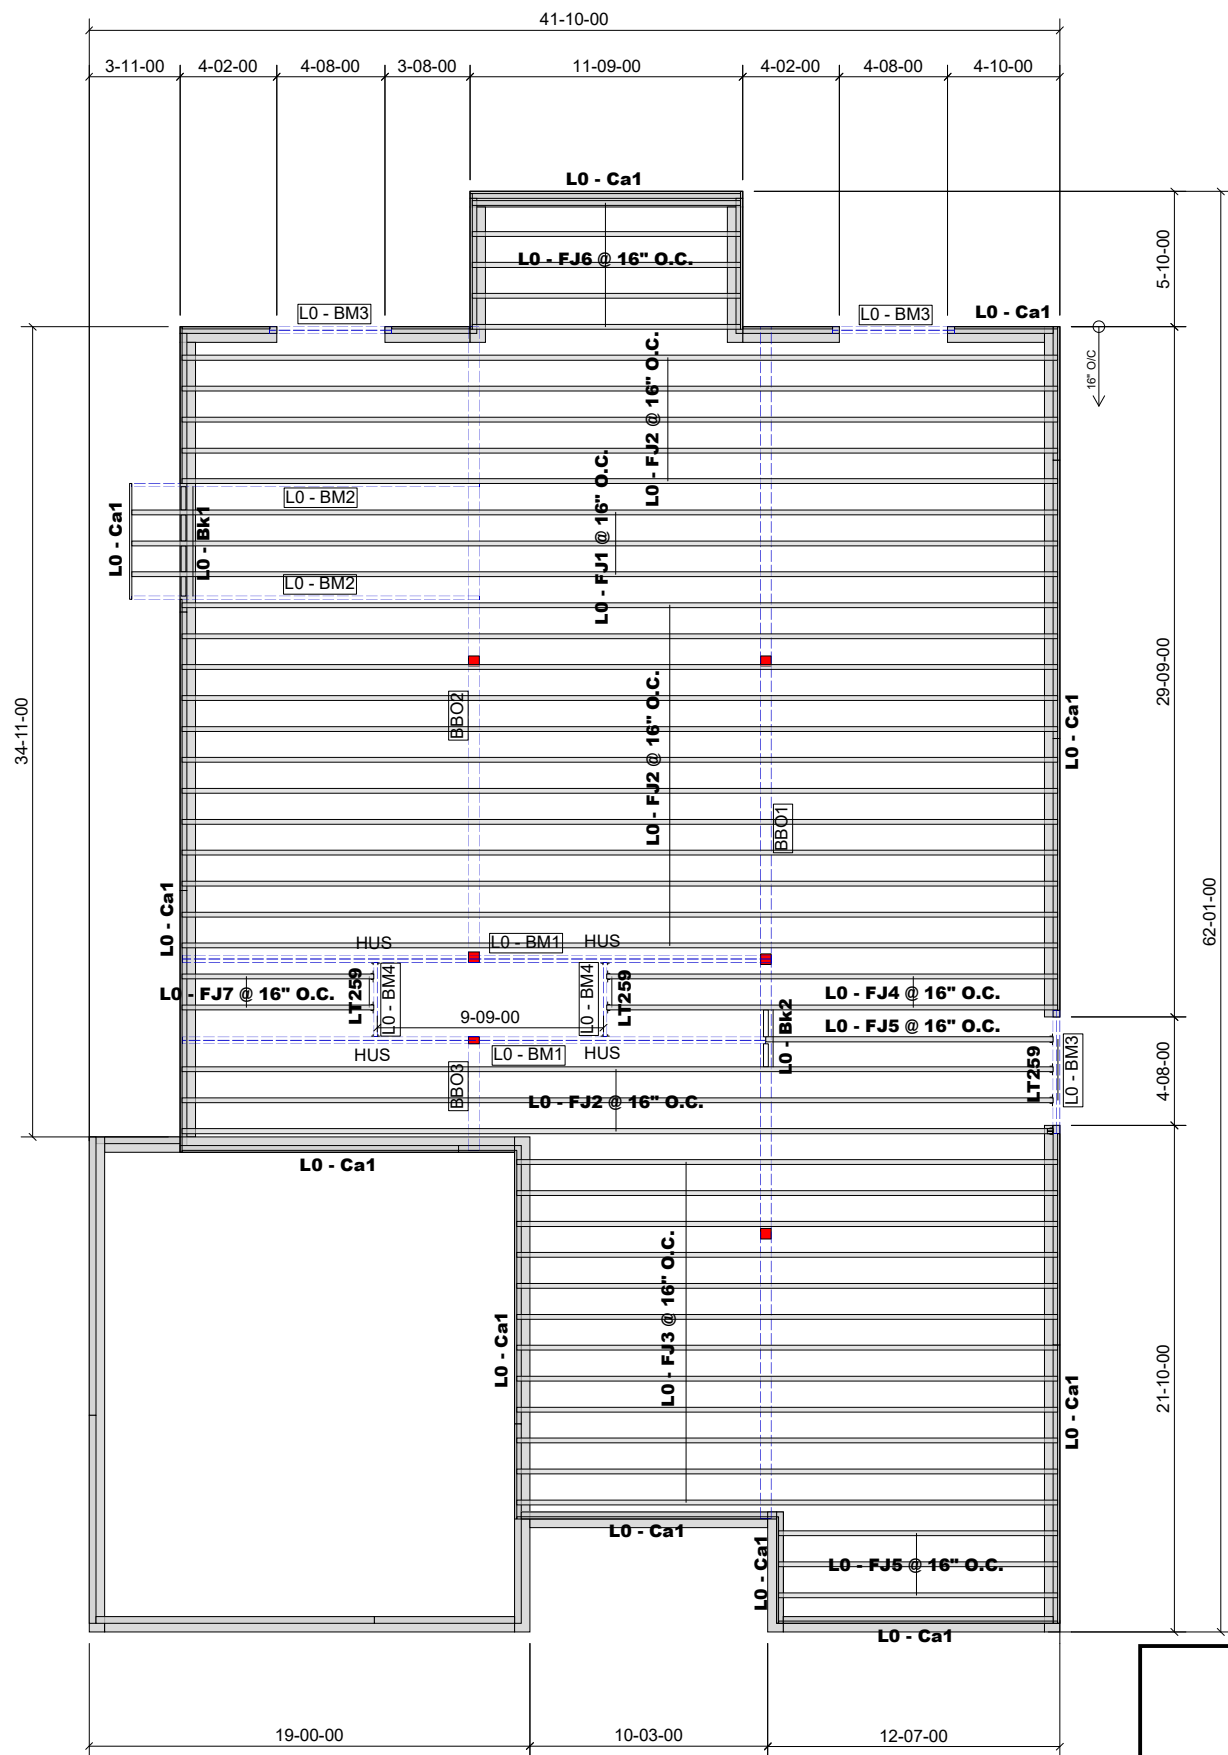 41-10-00
3-11-00
4-02-00
4-08-00
3-08-00
11-09-00
4-02-00
4-08-00
4-10-00
L0 - Ca1
L0 - FJ6 @ 16" O.C.
5-10-00
L0 - BM3
L0 - BM3
L0 - Ca1
16" O/C
L0 - FJ2 @ 16" O.C.
L0 - BM2
L0 - Ca1
L0 - Bk1
L0 - FJ1 @ 16" O.C.
L0 - BM2
34-11-00
BBO2
L0 - FJ2 @ 16" O.C.
29-09-00
L0 - Ca1
BBO1
62-01-00
L0 - Ca1
HUS
L0 - BM1
HUS
L0 - FJ7 @ 16" O.C.
LT259
L0 - BM4
9-09-00
L0 - BM4
LT259
L0 - FJ4 @ 16" O.C.
L0 - FJ5 @ 16" O.C.
L0 - Bk2
HUS
L0 - BM1
HUS
LT259
L0 - BM3
4-08-00
BBO3
L0 - FJ2 @ 16" O.C.
L0 - Ca1
L0 - FJ3 @ 16" O.C.
L0 - Ca1
L0 - Ca1
21-10-00
L0 - Ca1
L0 - Ca1
L0 - FJ5 @ 16" O.C.
L0 - Ca1
19-00-00
10-03-00
12-07-00